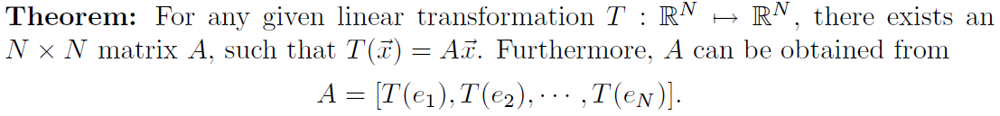 Theorem: For any given linear transformation $T : \mathbb{R}^N \mapsto \mathbb{R}^N$, there exists an
$N \times N$ matrix $A$, such that $T(\vec{x}) = A\vec{x}$. Furthermore, $A$ can be obtained from
$A = [T(e_1), T(e_2), \cdots, T(e_N)].$